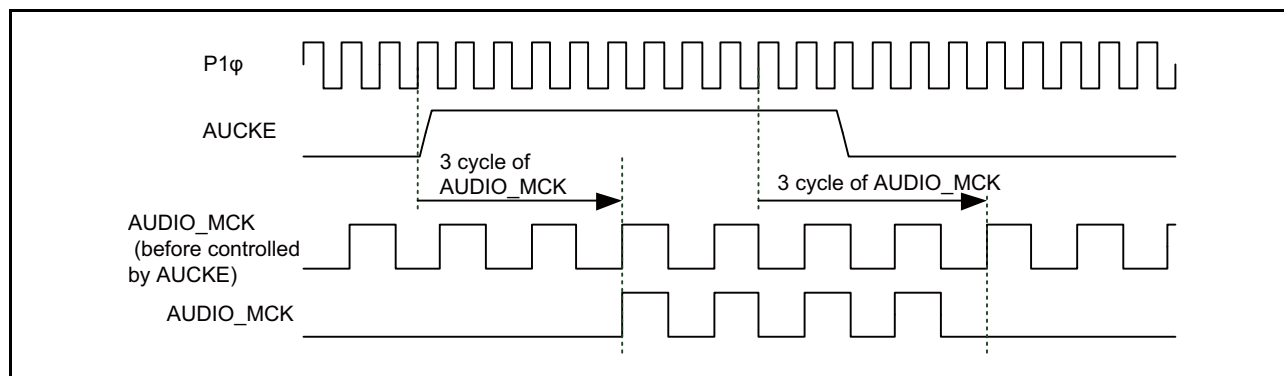 P1φ
AUCKE
3 cycle of
AUDIO_MCK
3 cycle of AUDIO_MCK
AUDIO_MCK
(before controlled
by AUCKE)
AUDIO_MCK